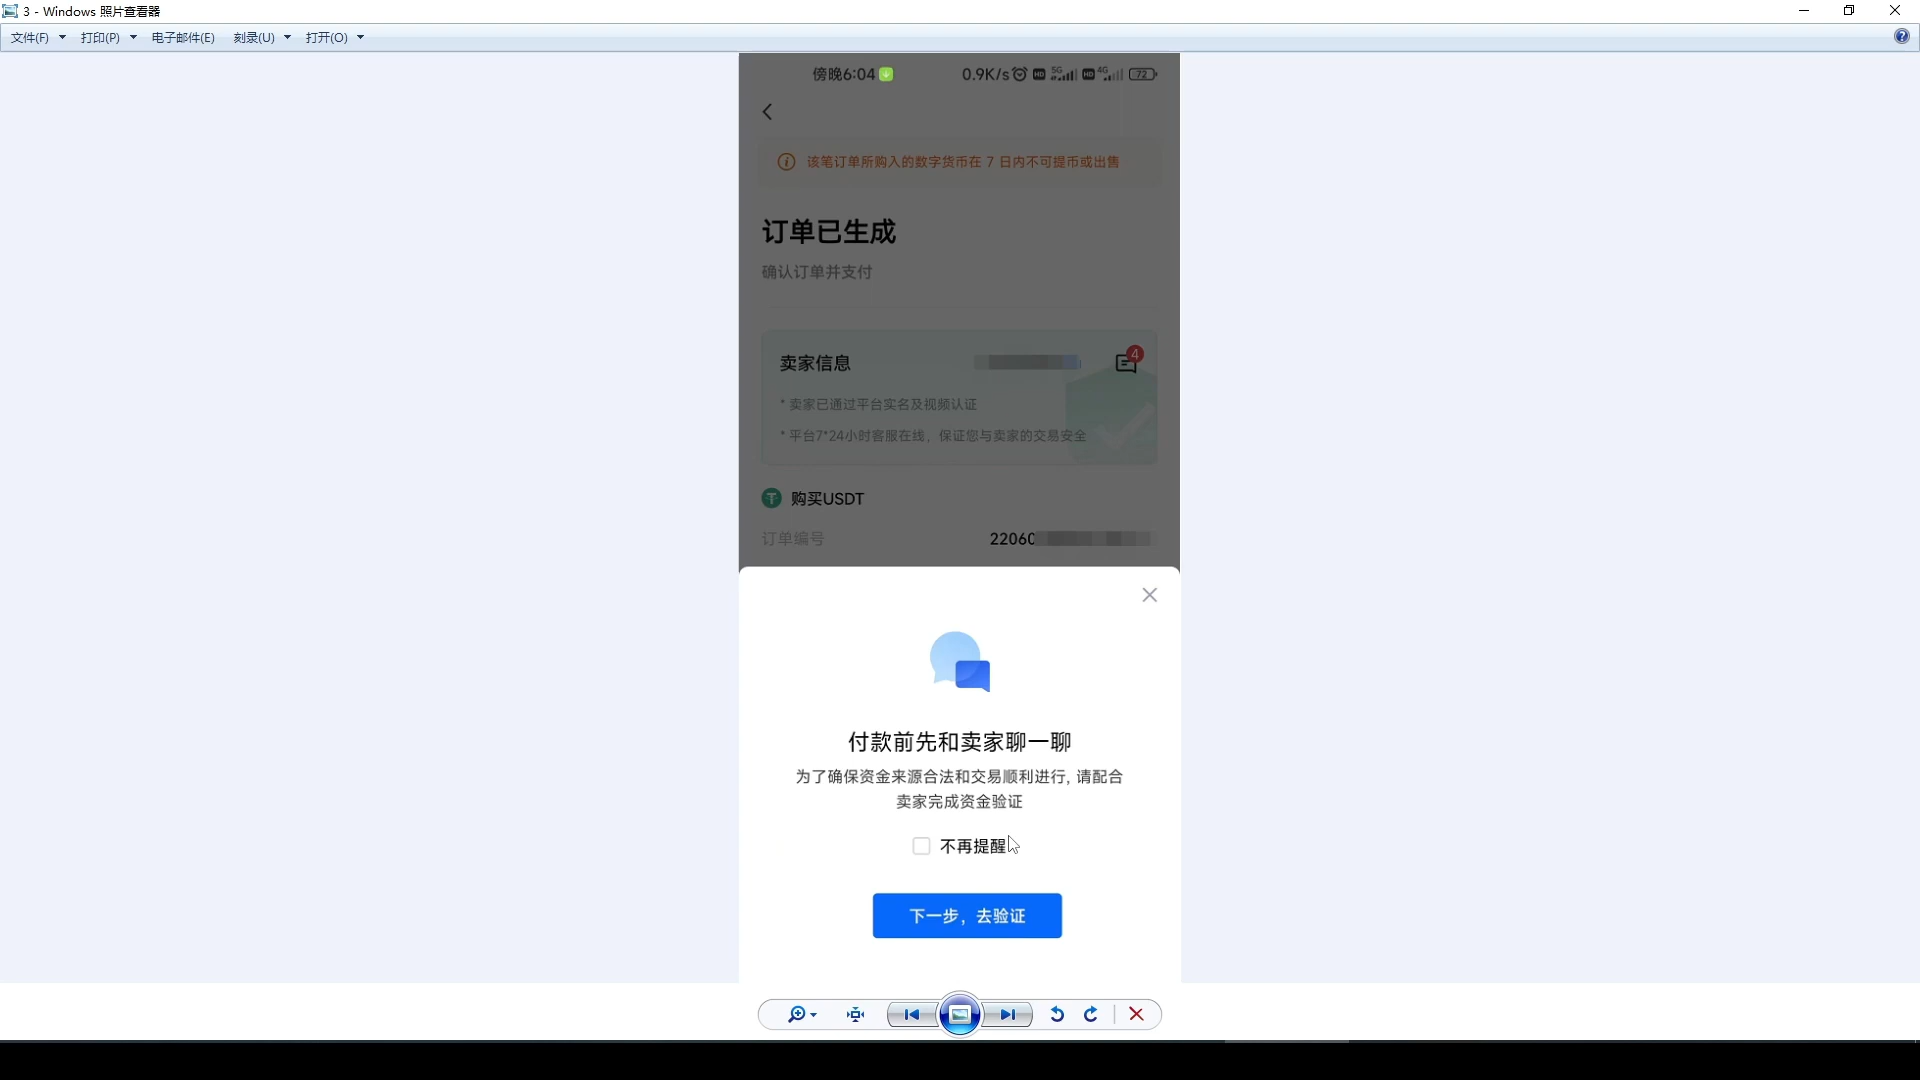 3 - Windows 照片查看器
文件(F) 打印(P) 电子邮件(E) 刻录(U) 打开(O)
傍晚6:04 0.9K/s HD 5G HD 4G 72
该笔订单所购入的数字货币在 7 日内不可提币或出售
订单已生成
确认订单并支付
卖家信息 4
* 卖家已通过平台实名及视频认证
* 平台7*24小时客服在线，保证您与卖家的交易安全
购买USDT
订单编号 22060
付款前先和卖家聊一聊
为了确保资金来源合法和交易顺利进行, 请配合
卖家完成资金验证
不再提醒
下一步，去验证